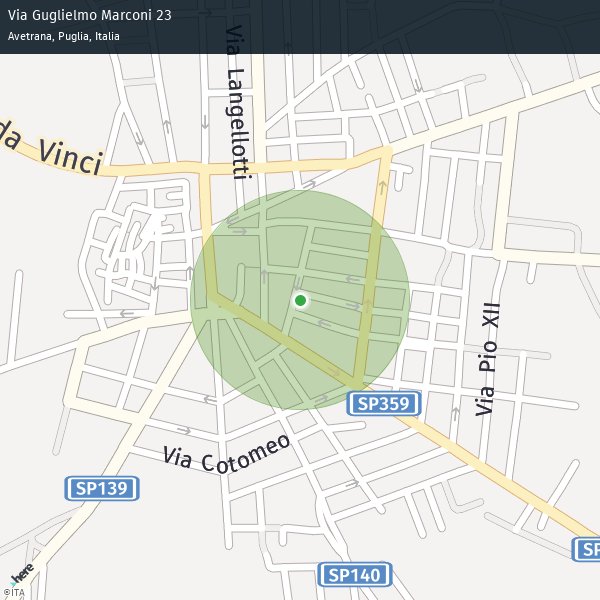 Via Guglielmo Marconi 23
Avetrana, Puglia, Italia
Via Langellotti
da Vinci
Via Pio XII
SP359
Via Cotomeo
SP139
SP
SP140
here
©ITA